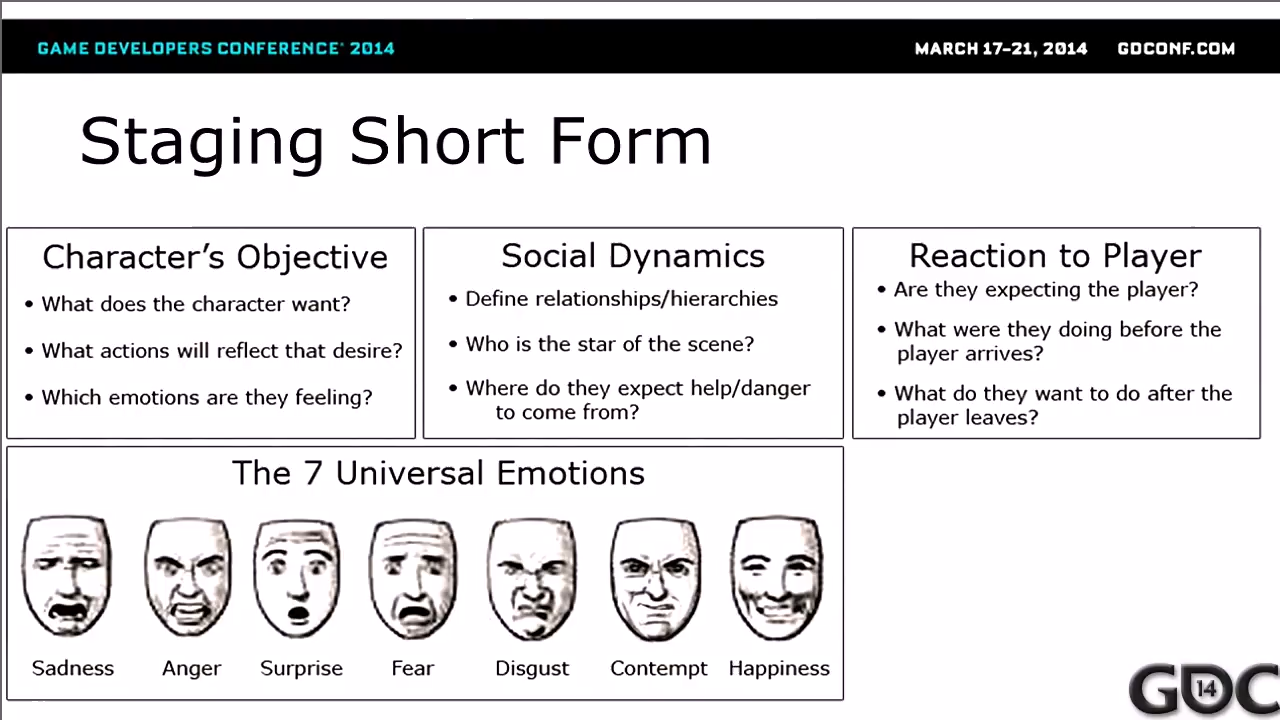 GAME DEVELOPERS CONFERENCE® 2014
MARCH 17-21, 2014 GDCONF.COM
Staging Short Form
Character's Objective
• What does the character want?
• What actions will reflect that desire?
• Which emotions are they feeling?
Social Dynamics
• Define relationships/hierarchies
• Who is the star of the scene?
• Where do they expect help/danger
to come from?
Reaction to Player
• Are they expecting the player?
• What were they doing before the
player arrives?
• What do they want to do after the
player leaves?
The 7 Universal Emotions
Sadness Anger Surprise Fear Disgust Contempt Happiness
GDC 14